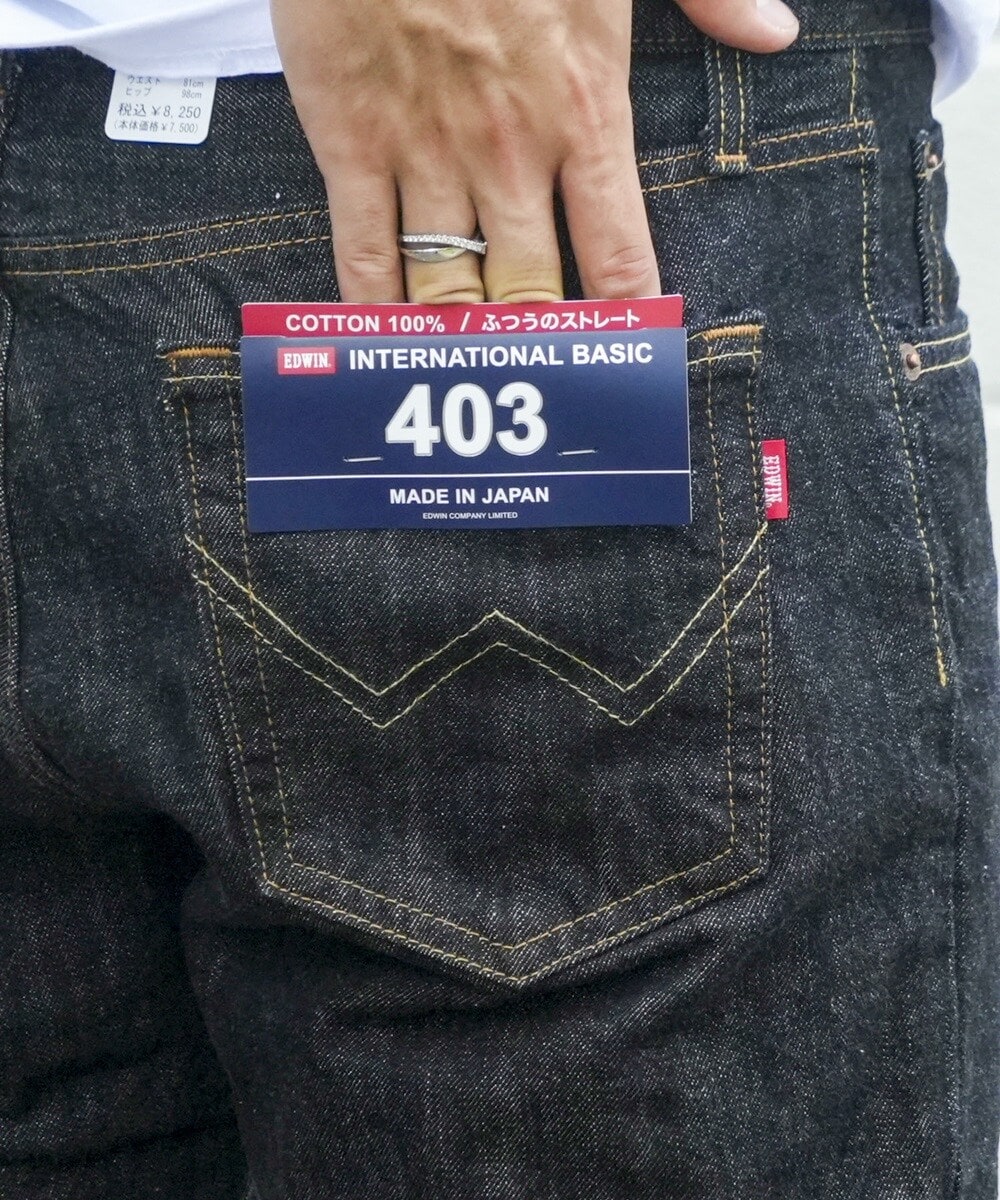 ウエスト 81cm
ヒップ 98cm
税込￥8,250
(本体価格￥7,500)
COTTON 100% / ふつうのストレート
EDWIN® INTERNATIONAL BASIC
403
MADE IN JAPAN
EDWIN COMPANY LIMITED
EDWIN®